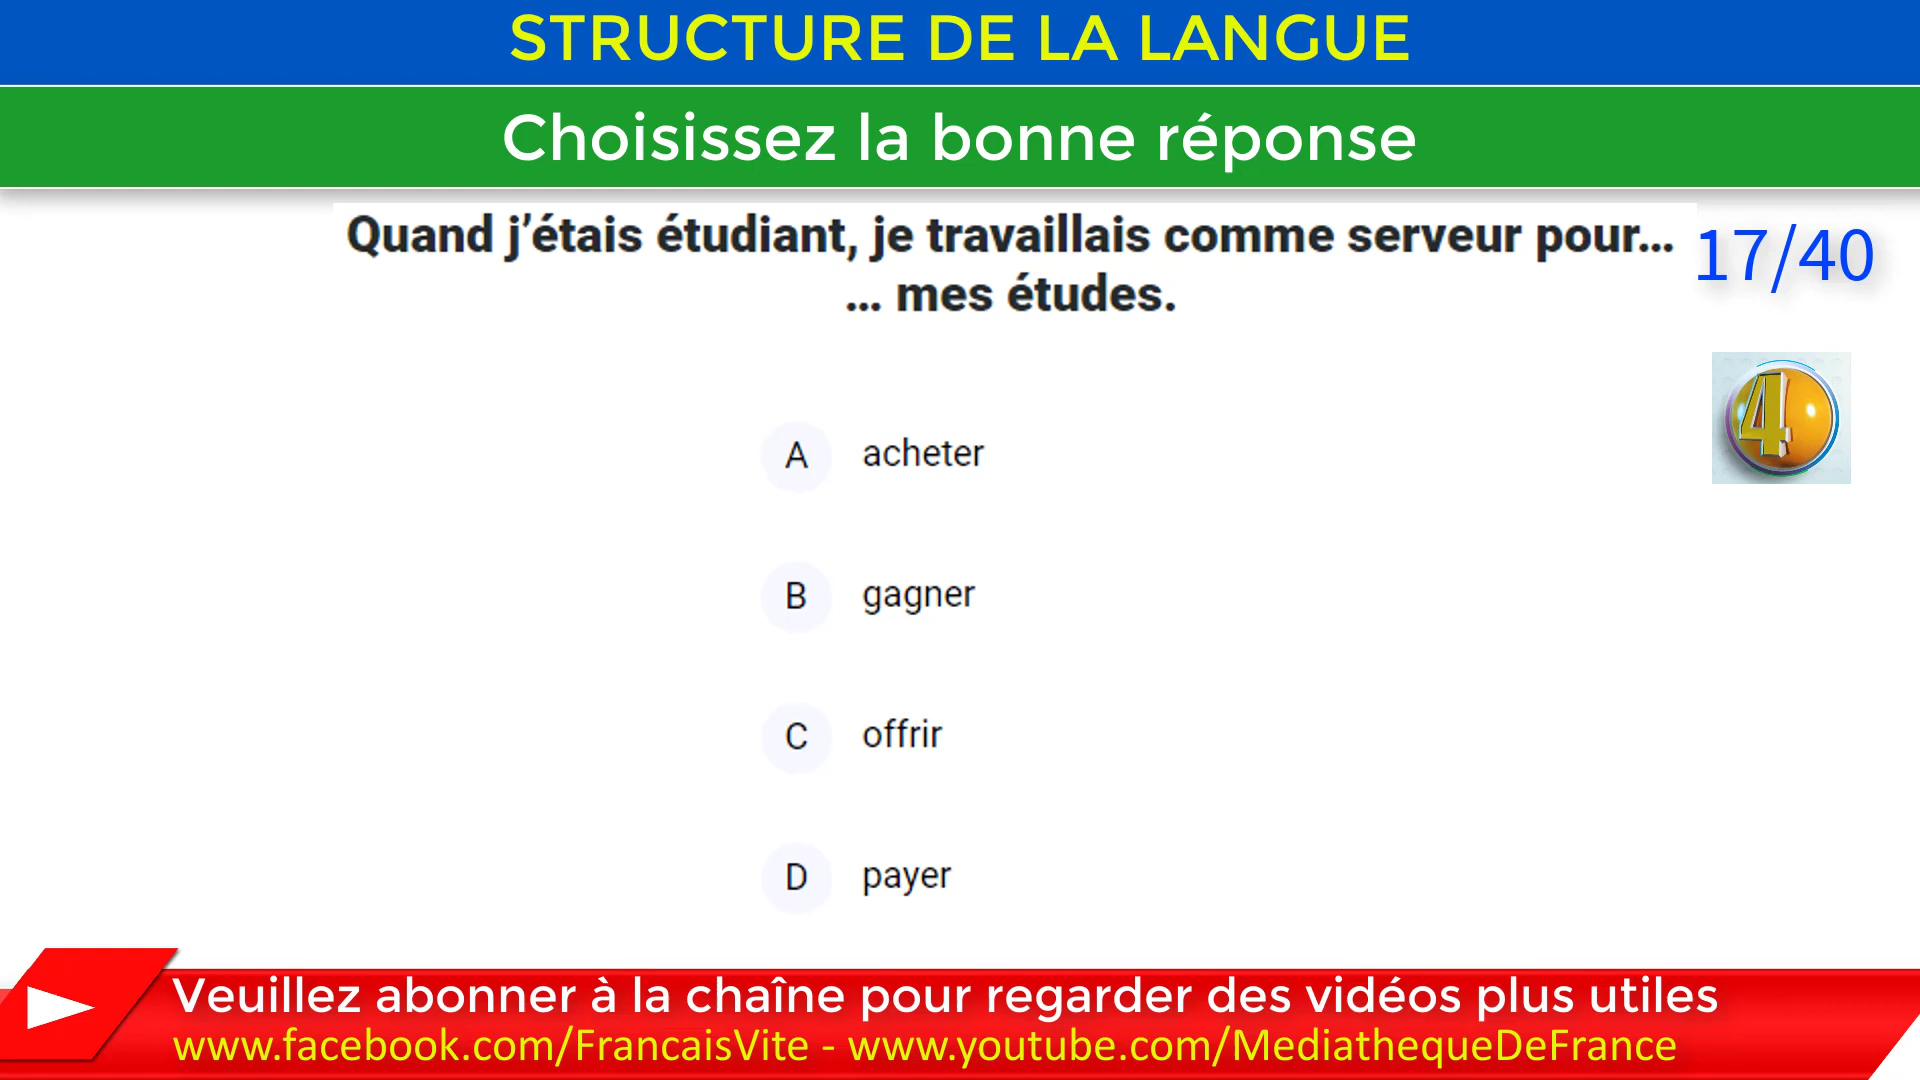 STRUCTURE DE LA LANGUE
Choisissez la bonne réponse
Quand j’étais étudiant, je travaillais comme serveur pour...
... mes études.
17/40
4
A acheter
B gagner
C offrir
D payer
Veuillez abonner à la chaîne pour regarder des vidéos plus utiles
www.facebook.com/FrancaisVite - www.youtube.com/MediathequeDeFrance